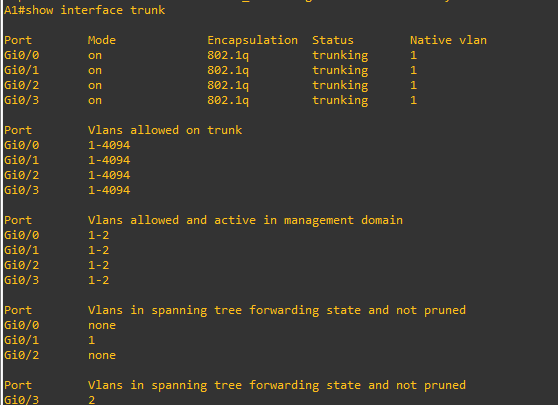 A1#show interface trunk
Port Mode Encapsulation Status Native vlan
Gi0/0 on 802.1q trunking 1
Gi0/1 on 802.1q trunking 1
Gi0/2 on 802.1q trunking 1
Gi0/3 on 802.1q trunking 1
Port Vlans allowed on trunk
Gi0/0 1-4094
Gi0/1 1-4094
Gi0/2 1-4094
Gi0/3 1-4094
Port Vlans allowed and active in management domain
Gi0/0 1-2
Gi0/1 1-2
Gi0/2 1-2
Gi0/3 1-2
Port Vlans in spanning tree forwarding state and not pruned
Gi0/0 none
Gi0/1 1
Gi0/2 none
Port Vlans in spanning tree forwarding state and not pruned
Gi0/3 2